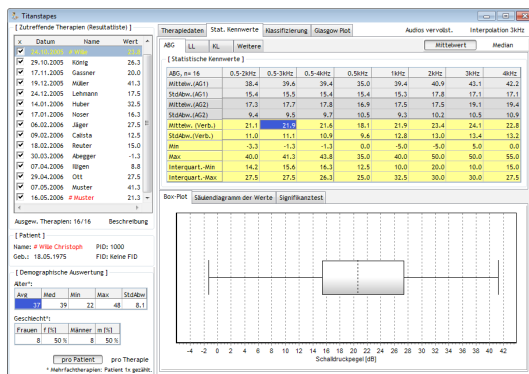 Titanstapes
[ Zutreffende Therapien (Resultatliste) ]
x Datum Name Wert
24.10.2005 # Wille
29.10.2005 König 26.3
17.11.2005 Gassner 20.0
19.12.2005 Müller 41.3
24.12.2005 Lehmann 17.5
14.01.2006 Huber 32.5
17.01.2006 Noser 16.3
06.02.2006 Jäger 27.5
09.02.2006 Calista 12.5
18.02.2006 Reuter 15.0
30.03.2006 Abegger -1.3
07.04.2006 Illgen 8.8
29.04.2006 Ott 27.5
07.05.2006 Muster 41.3
16.05.2006 # Muster 21.3
Ausgew. Therapien: 16/16 Beschreibung
[ Patient ]
Name: # Wille Christoph PID: 1000
Geb.: 18.05.1975 FID: Keine FID
[ Demographische Auswertung ]
Alter*:
Avg Med Min Max StdAbw
37 39 22 48 8.1
Geschlecht*:
Frauen f [%] Männer m [%]
8 50 % 8 50 %
pro Patient pro Therapie
* Mehrfachtherapien: Patient 1x gezählt.
Therapiedaten Stat. Kennwerte Klassifizierung Glasgow Plot Audios vervollst. Interpolation 3kHz
ABG LL KL Weitere Mittelwert Median
[ Statistische Kennwerte ]
ABG, n= 16 0.5-2kHz 0.5-3kHz 0.5-4kHz 0.5kHz 1kHz 2kHz 3kHz 4kHz
Mittelw.(AG1) 38.4 39.6 39.4 35.0 39.4 40.9 43.1 42.2
StdAbw.(AG1) 15.4 15.5 15.4 15.4 15.3 17.8 17.1 17.1
Mittelw.(AG2) 17.3 17.7 17.8 16.9 17.5 17.5 19.1 19.4
StdAbw.(AG2) 9.4 9.5 9.7 10.5 9.3 10.2 10.5 10.9
Mittelw. (Verb.) 21.1 21.9 21.6 18.1 21.9 23.4 24.1 22.8
StdAbw. (Verb.) 11.0 11.1 10.9 9.6 12.8 13.0 13.4 13.2
Min -3.3 -1.3 -1.3 0.0 -5.0 -5.0 5.0 0.0
Max 40.0 41.3 43.8 35.0 40.0 50.0 50.0 55.0
Interquart.-Min 14.2 15.6 16.3 12.5 10.0 20.0 10.0 15.0
Interquart.-Max 27.5 27.5 26.3 25.0 32.5 30.0 30.0 27.5
Box-Plot Säulendiagramm der Werte Signifikanztest
-4 -2 0 2 4 6 8 10 12 14 16 18 20 22 24 26 28 30 32 34 36 38 40 42
Schalldruckpegel [dB]